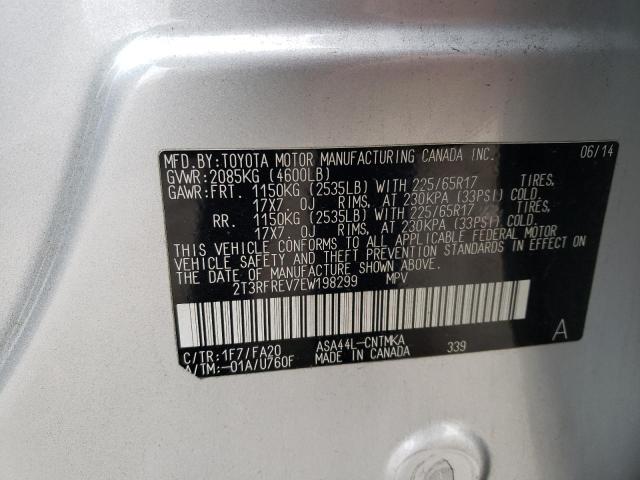 MFD.BY:TOYOTA MOTOR MANUFACTURING CANADA INC. 06/14
GVWR:2085KG (4600LB)
GAWR:FRT. 1150KG (2535LB) WITH 225/65R17 TIRES,
17X7.0J RIMS, AT 230KPA (33PSI) COLD,
RR. 1150KG (2535LB) WITH 225/65R17 TIRES,
17X7.0J RIMS, AT 230KPA (33PSI) COLD.
THIS VEHICLE CONFORMS TO ALL APPLICABLE FEDERAL MOTOR
VEHICLE SAFETY AND THEFT PREVENTION STANDARDS IN EFFECT ON
THE DATE OF MANUFACTURE SHOWN ABOVE.
2T3RFREV7EW198299 MPV
A
C/TR:1F7/FA20 ASA44L-CNTMKA
A/TM:-01A/U760F MADE IN CANADA 339